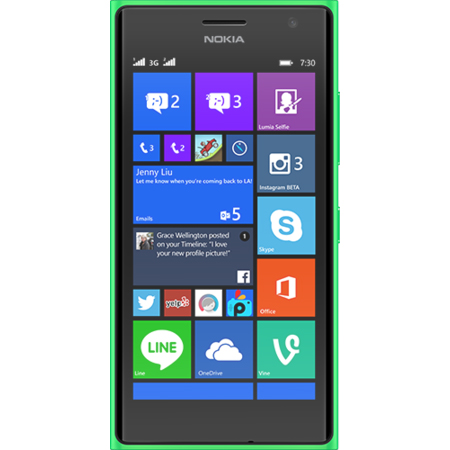 NOKIA
3G 7:30
2
3
Lumia Selfie
3
2
3
Instagram BETA
Jenny Liu
Let me know when you're coming back to LA!
Emails
5
Skype
Grace Wellington posted
on your Timeline: "I love
your new profile picture!"
1
Office
yelp
LINE
Line
OneDrive
Vine